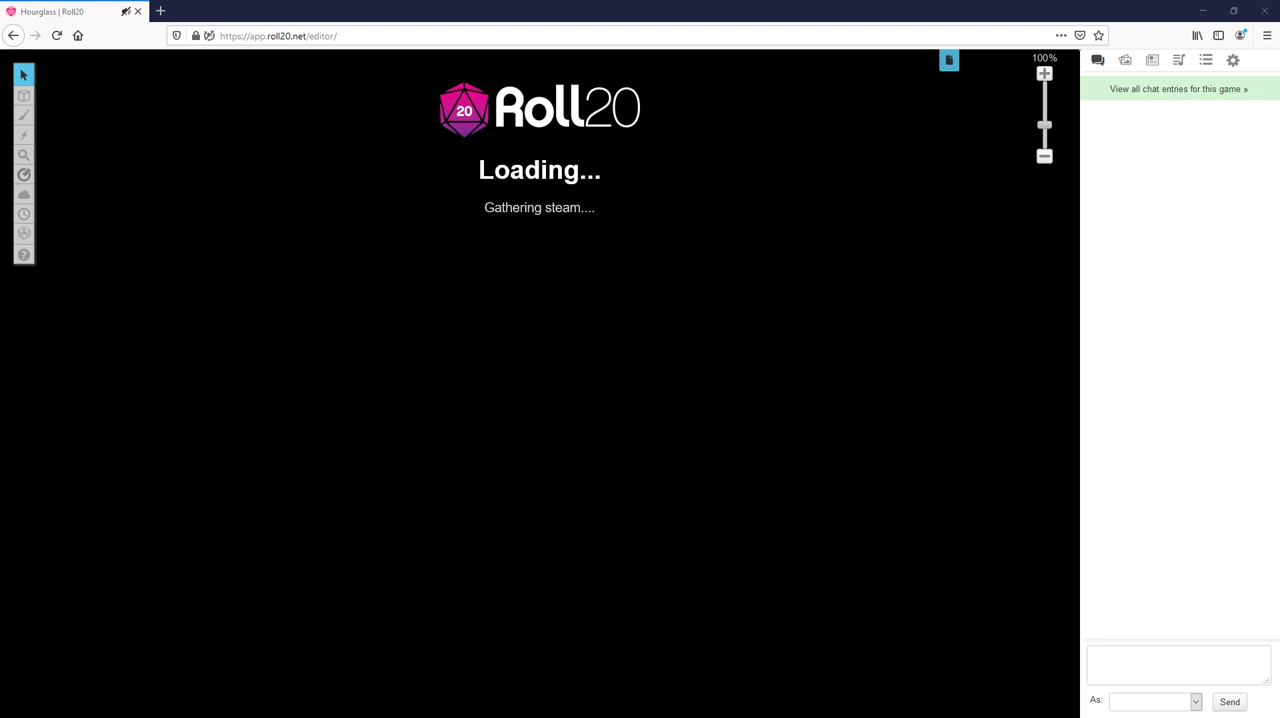 Hourglass | Roll20
https://app.roll20.net/editor/
100%
20 Roll20
Loading...
Gathering steam....
View all chat entries for this game »
As:
Send